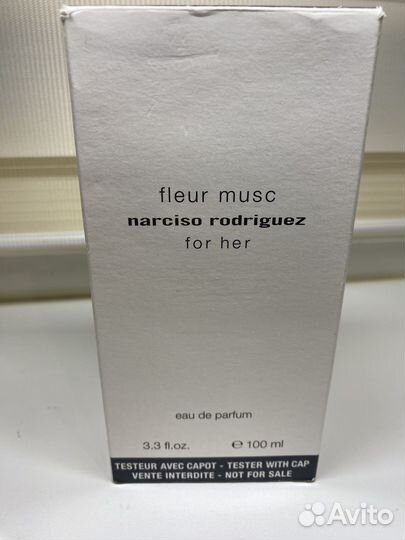 fleur musc
narciso rodriguez
for her
eau de parfum
3.3 fl.oz. ℮ 100 ml
TESTEUR AVEC CAPOT - TESTER WITH CAP
VENTE INTERDITE - NOT FOR SALE
Avito